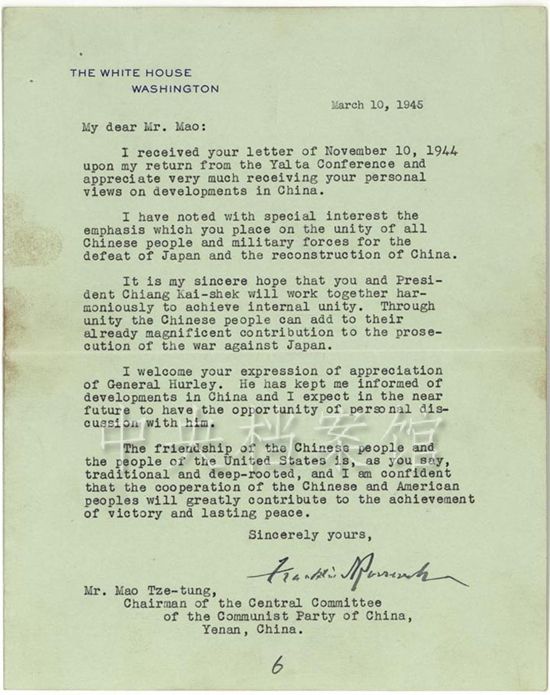 THE WHITE HOUSE
WASHINGTON
March 10, 1945
My dear Mr. Mao:
I received your letter of November 10, 1944
upon my return from the Yalta Conference and
appreciate very much receiving your personal
views on developments in China.
I have noted with special interest the
emphasis which you place on the unity of all
Chinese people and military forces for the
defeat of Japan and the reconstruction of China.
It is my sincere hope that you and Presi-
dent Chiang Kai-shek will work together har-
moniously to achieve internal unity. Through
unity the Chinese people can add to their
already magnificent contribution to the prose-
cution of the war against Japan.
I welcome your expression of appreciation
of General Hurley. He has kept me informed of
developments in China and I expect in the near
future to have the opportunity of personal dis-
cussion with him.
中央档案馆
The friendship of the Chinese people and
the people of the United States is, as you say,
traditional and deep-rooted, and I am confident
that the cooperation of the Chinese and American
peoples will greatly contribute to the achievement
of victory and lasting peace.
Sincerely yours,
Franklin D Roosevelt
Mr. Mao Tze-tung,
Chairman of the Central Committee
of the Communist Party of China,
Yenan, China.
6